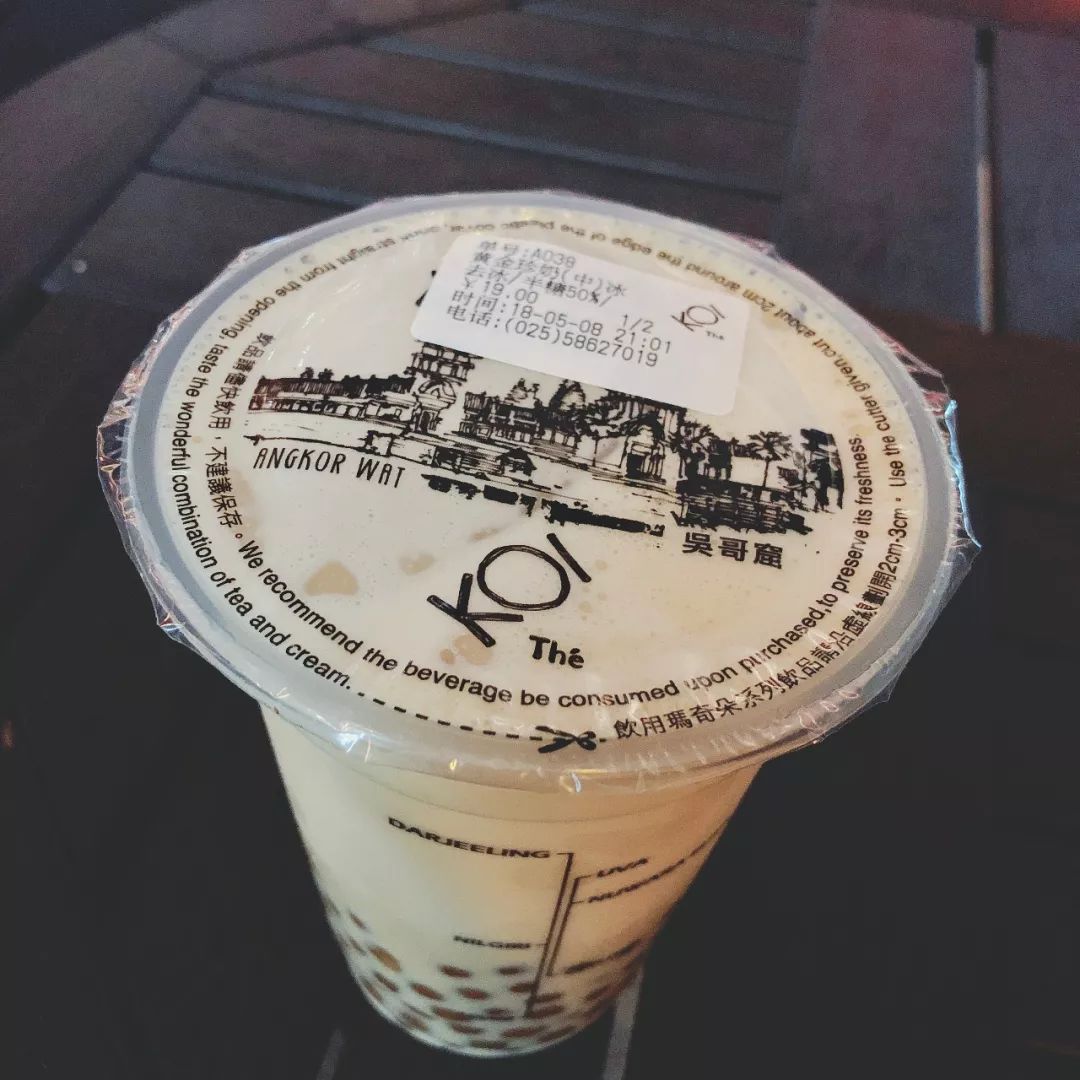 单号:A038
黄金珍奶(中)冰
去冰/半糖50%/
￥19.00 1/2
时间:18-05-08 21:01
电话:(025)58627019
KOI
Thé
ANGKOR WAT
吳哥窟
KOI
Thé
飲品請儘快飲用，不建議保存。We recommend the beverage be consumed upon purchased,to preserve its freshness.
飲用瑪奇朵系列飲品請沿虛線劃開2cm-3cm。Use the cutter given,cut about 2cm around the edge of the plastic straight from the opening, taste the wonderful combination of tea and cream.
DARJEELING
UVA
NUWARA
NILGIRI